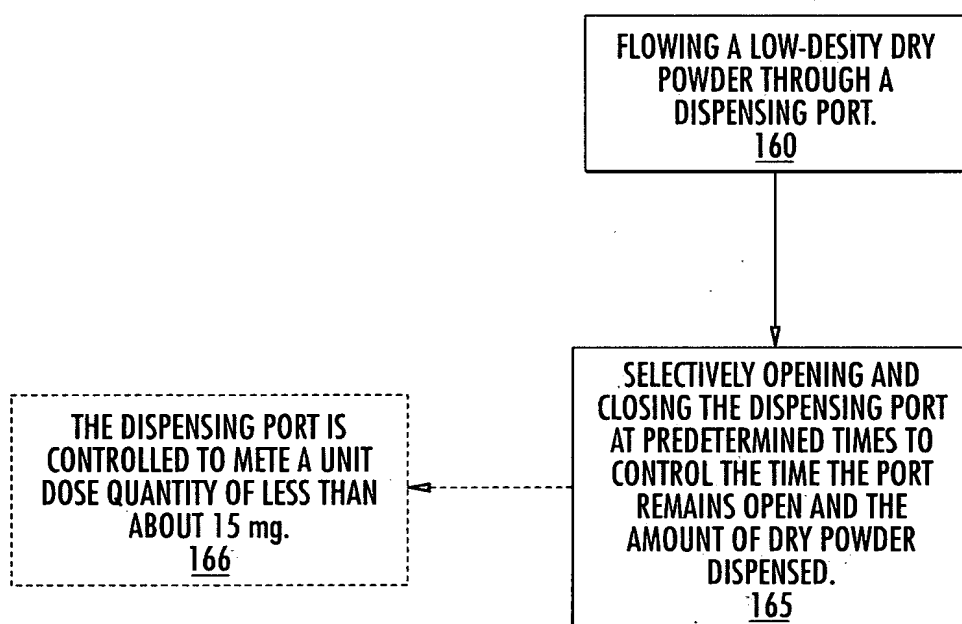 FLOWING A LOW-DESITY DRY
POWDER THROUGH A
DISPENSING PORT.
160
SELECTIVELY OPENING AND
CLOSING THE DISPENSING PORT
AT PREDETERMINED TIMES TO
CONTROL THE TIME THE PORT
REMAINS OPEN AND THE
AMOUNT OF DRY POWDER
DISPENSED.
165
THE DISPENSING PORT IS
CONTROLLED TO METE A UNIT
DOSE QUANTITY OF LESS THAN
ABOUT 15 mg.
166